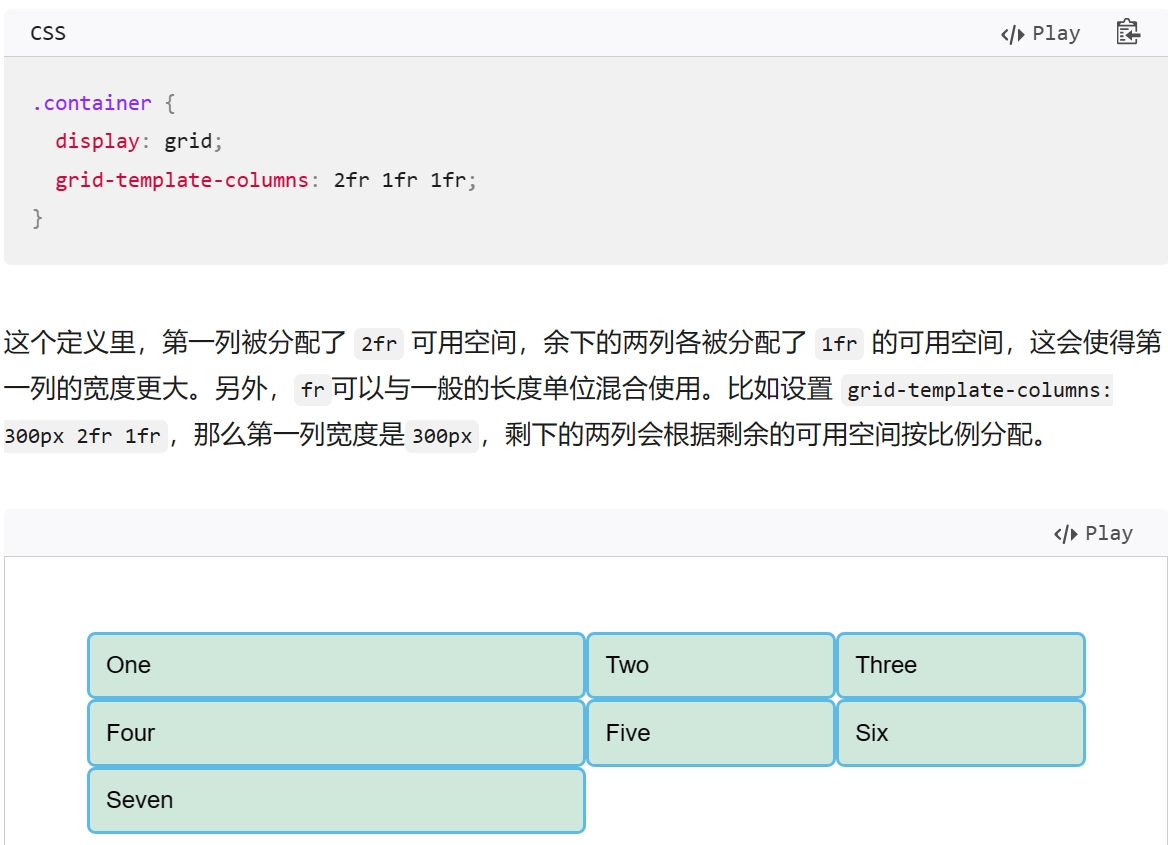 CSS
Play
.container {
display: grid;
grid-template-columns: 2fr 1fr 1fr;
}
这个定义里，第一列被分配了 2fr 可用空间，余下的两列各被分配了 1fr 的可用空间，这会使得第
一列的宽度更大。另外，fr可以与一般的长度单位混合使用。比如设置 grid-template-columns:
300px 2fr 1fr，那么第一列宽度是300px，剩下的两列会根据剩余的可用空间按比例分配。
Play
One Two Three
Four Five Six
Seven